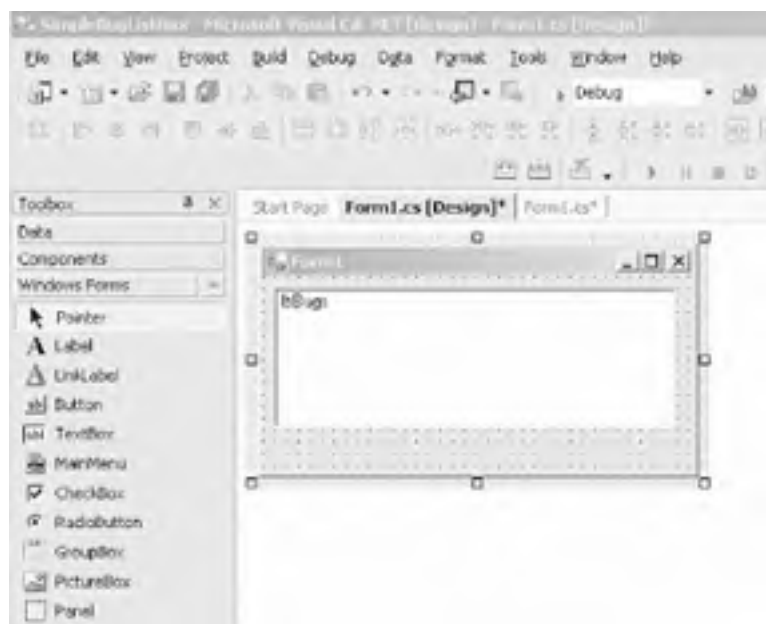 SimpleBugListBox - Microsoft Visual C# .NET [design] - Form1.cs [Design]*
File Edit View Project Build Debug Data Format Tools Window Help
Debug
Toolbox
Start Page Form1.cs [Design]* Form1.cs*
Data
Components
Windows Forms
Form1
lbBugs
Pointer
Label
LinkLabel
Button
TextBox
MainMenu
CheckBox
RadioButton
GroupBox
PictureBox
Panel